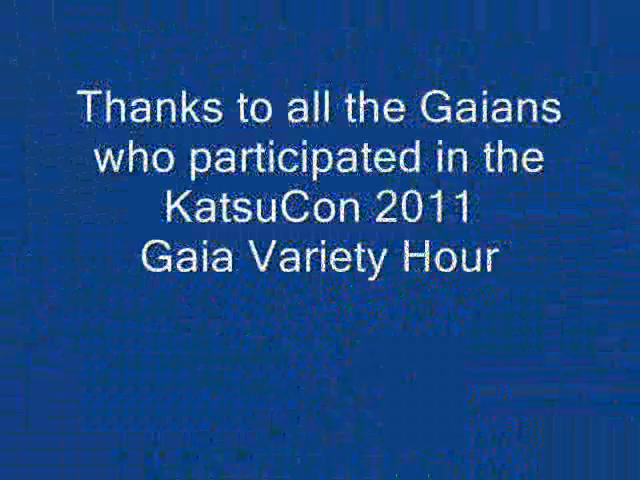 Thanks to all the Gaians
who participated in the
KatsuCon 2011
Gaia Variety Hour